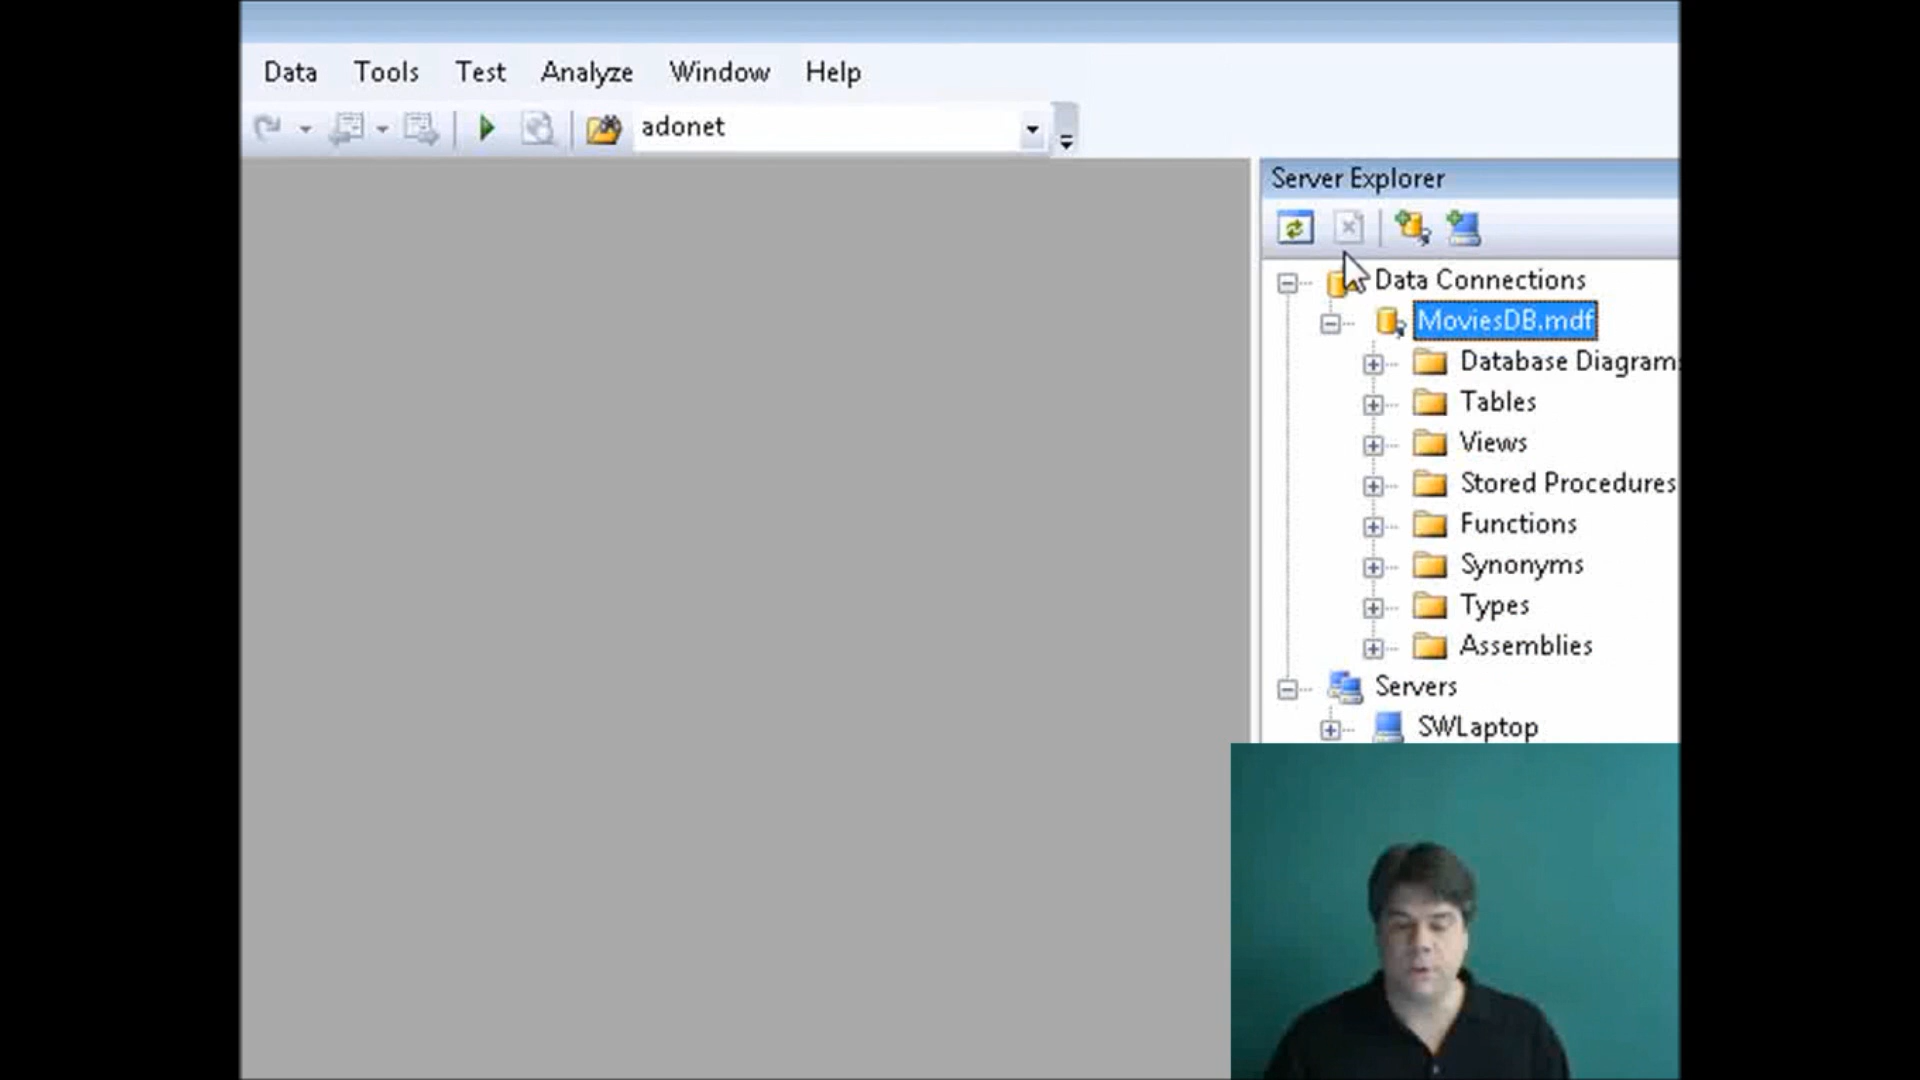 Data Tools Test Analyze Window Help
adonet
Server Explorer
Data Connections
MoviesDB.mdf
Database Diagrams
Tables
Views
Stored Procedures
Functions
Synonyms
Types
Assemblies
Servers
SWLaptop